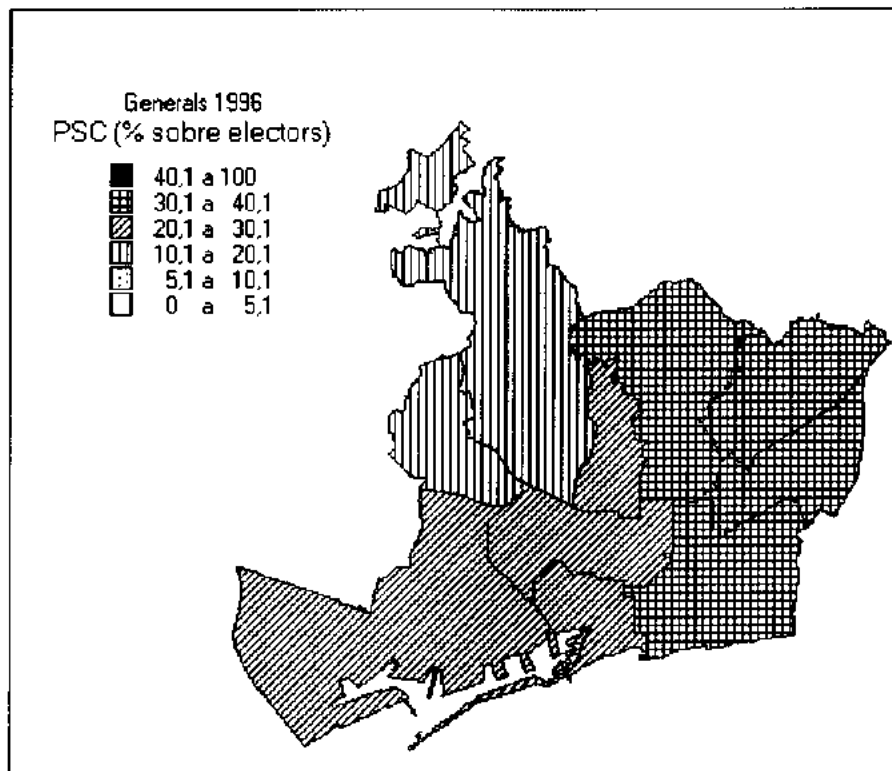 Generals 1996
PSC (% sobre electors)
40,1 a 100
30,1 a 40,1
20,1 a 30,1
10,1 a 20,1
5,1 a 10,1
0 a 5,1